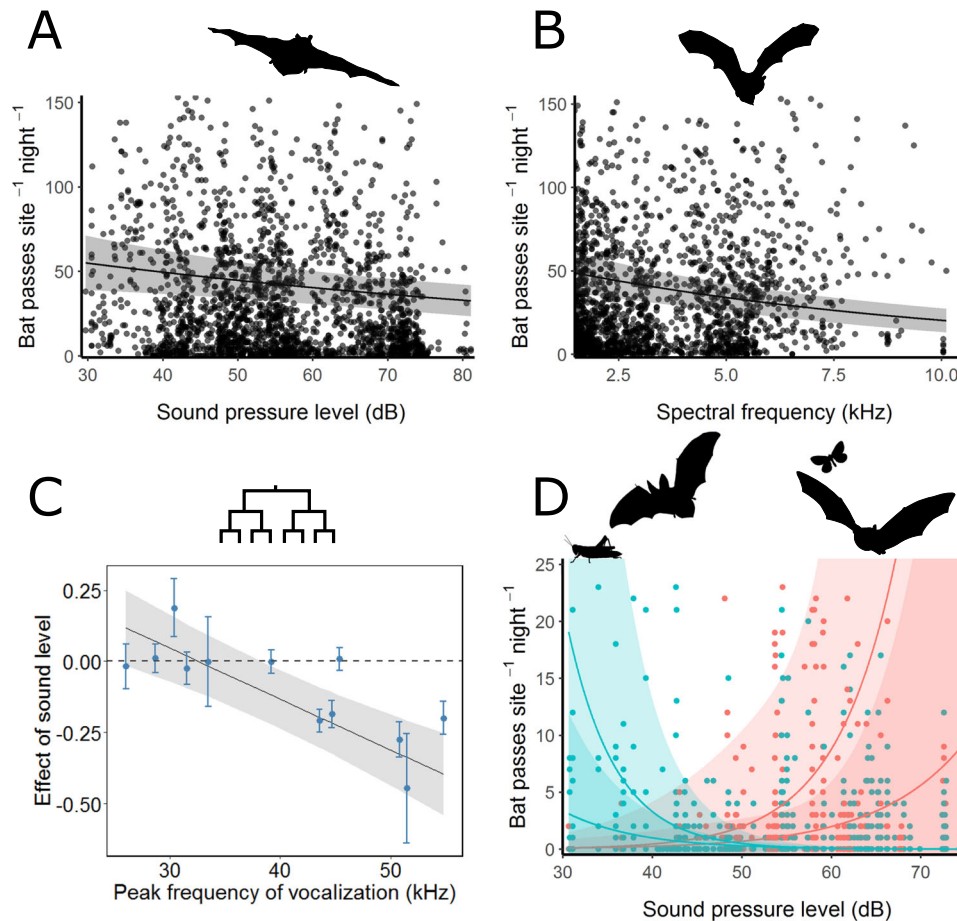 A
Bat passes site ⁻¹ night ⁻¹
150
100
50
0
30 40 50 60 70 80
Sound pressure level (dB)
B
Bat passes site ⁻¹ night ⁻¹
150
100
50
0
2.5 5.0 7.5 10.0
Spectral frequency (kHz)
C
Effect of sound level
0.25
0.00
-0.25
-0.50
30 40 50
Peak frequency of vocalization (kHz)
D
Bat passes site ⁻¹ night ⁻¹
25
20
15
10
5
0
30 40 50 60 70
Sound pressure level (dB)